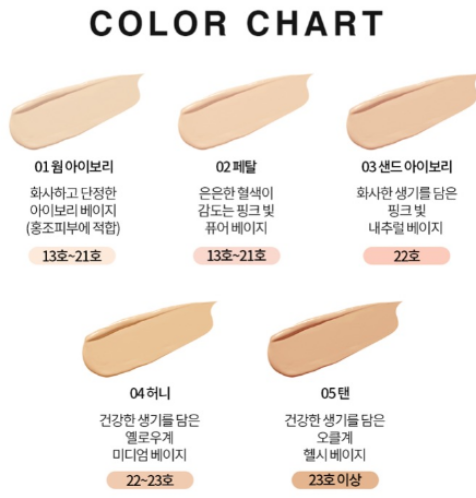 COLOR CHART
01 웜 아이보리
화사하고 단정한
아이보리 베이지
(홍조피부에 적합)
13호~21호
02 페탈
은은한 혈색이
감도는 핑크 빛
퓨어 베이지
13호~21호
03 샌드 아이보리
화사한 생기를 담은
핑크 빛
내추럴 베이지
22호
04 허니
건강한 생기를 담은
옐로우계
미디엄 베이지
22~23호
05 탠
건강한 생기를 담은
오클계
헬시 베이지
23호 이상